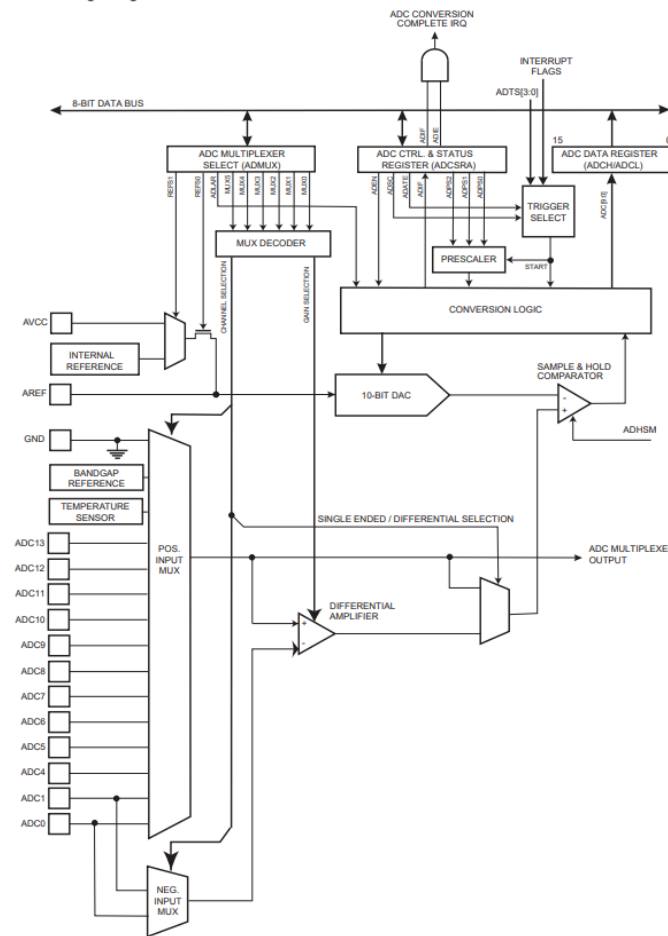 ADC CONVERSION
COMPLETE IRQ
INTERRUPT
FLAGS
ADTS[3:0]
8-BIT DATA BUS
ADIF
ADIE
15
ADC MULTIPLEXER
SELECT (ADMUX)
ADC CTRL. & STATUS
REGISTER (ADCSRA)
ADC DATA REGISTER
(ADCH/ADCL)
REFS1
REFS0
ADLAR
MUX5
MUX4
MUX3
MUX2
MUX1
MUX0
ADEN
ADSC
ADATE
ADIF
ADPS2
ADPS1
ADPS0
TRIGGER
SELECT
ADC[9:0]
MUX DECODER
PRESCALER
START
CHANNEL SELECTION
GAIN SELECTION
CONVERSION LOGIC
AVCC
INTERNAL
REFERENCE
SAMPLE & HOLD
COMPARATOR
AREF
10-BIT DAC
-
+
ADHSM
GND
BANDGAP
REFERENCE
TEMPERATURE
SENSOR
SINGLE ENDED / DIFFERENTIAL SELECTION
ADC13
POS.
INPUT
MUX
ADC MULTIPLEXE
OUTPUT
ADC12
ADC11
ADC10
DIFFERENTIAL
AMPLIFIER
+
-
ADC9
ADC8
ADC7
ADC6
ADC5
ADC4
ADC1
ADC0
NEG.
INPUT
MUX